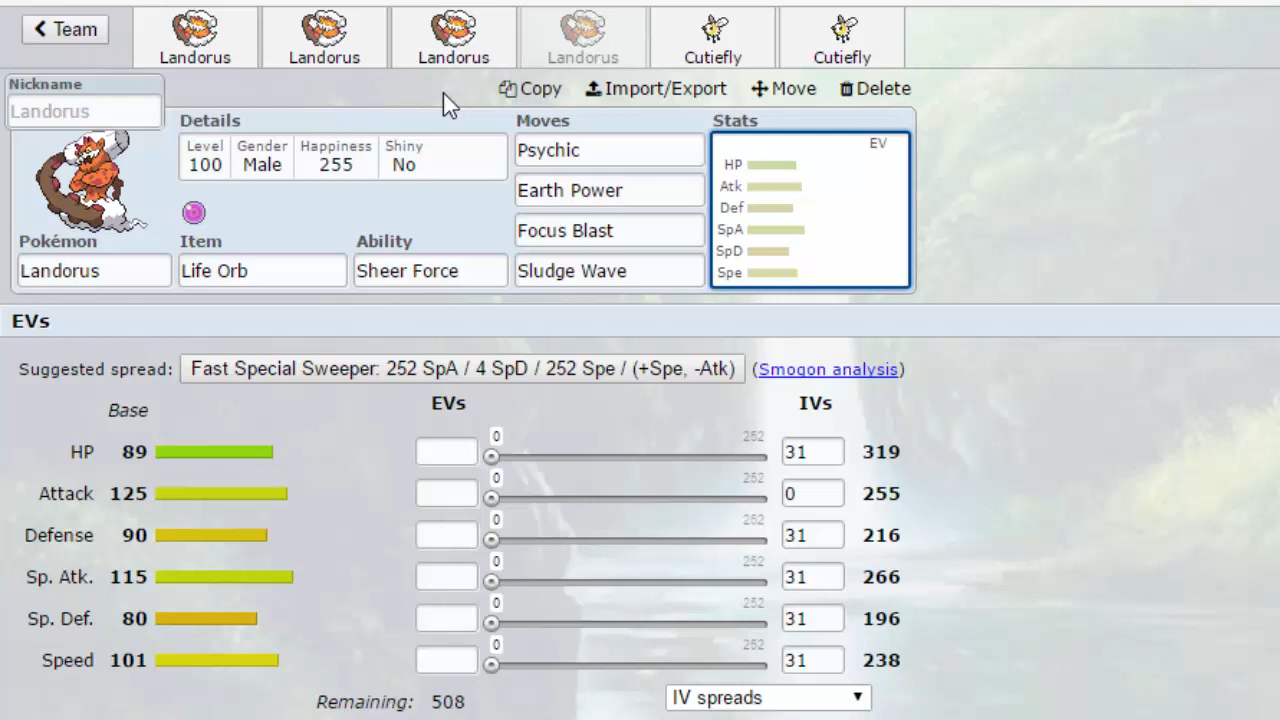 Team
Landorus Landorus Landorus Landorus Cutiefly Cutiefly
Nickname
Landorus
Copy Import/Export Move Delete
Details Moves Stats
Level Gender Happiness Shiny
100 Male 255 No
Psychic
Earth Power
Focus Blast
Sludge Wave
EV
HP
Atk
Def
SpA
SpD
Spe
Pokémon Item Ability
Landorus Life Orb Sheer Force
EVs
Suggested spread: Fast Special Sweeper: 252 SpA / 4 SpD / 252 Spe / (+Spe, -Atk) (Smogon analysis)
Base EVs IVs
HP 89 0 252 31 319
Attack 125 0 252 0 255
Defense 90 0 252 31 216
Sp. Atk. 115 0 252 31 266
Sp. Def. 80 0 252 31 196
Speed 101 0 252 31 238
Remaining: 508 IV spreads